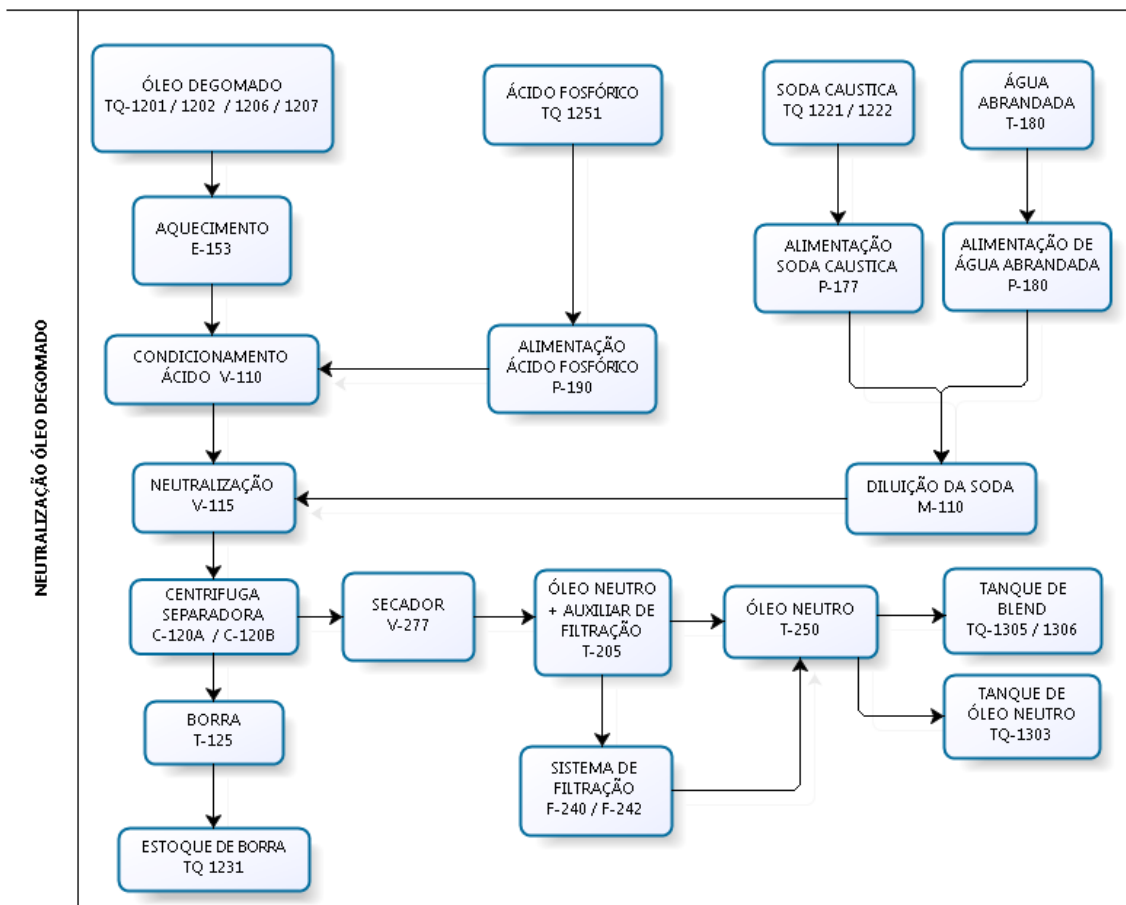 NEUTRALIZAÇÃO ÓLEO DEGOMADO
ÓLEO DEGOMADO
TQ-1201 / 1202 / 1206 / 1207
ÁCIDO FOSFÓRICO
TQ 1251
SODA CAUSTICA
TQ 1221 / 1222
ÁGUA
ABRANDADA
T-180
AQUECIMENTO
E-153
ALIMENTAÇÃO
SODA CAUSTICA
P-177
ALIMENTAÇÃO DE
ÁGUA ABRANDADA
P-180
CONDICIONAMENTO
ÁCIDO V-110
ALIMENTAÇÃO
ÁCIDO FOSFÓRICO
P-190
NEUTRALIZAÇÃO
V-115
DILUIÇÃO DA SODA
M-110
CENTRIFUGA
SEPARADORA
C-120A / C-120B
SECADOR
V-277
ÓLEO NEUTRO
+ AUXILIAR DE
FILTRAÇÃO
T-205
ÓLEO NEUTRO
T-250
TANQUE DE
BLEND
TQ-1305 / 1306
BORRA
T-125
SISTEMA DE
FILTRAÇÃO
F-240 / F-242
TANQUE DE
ÓLEO NEUTRO
TQ-1303
ESTOQUE DE BORRA
TQ 1231